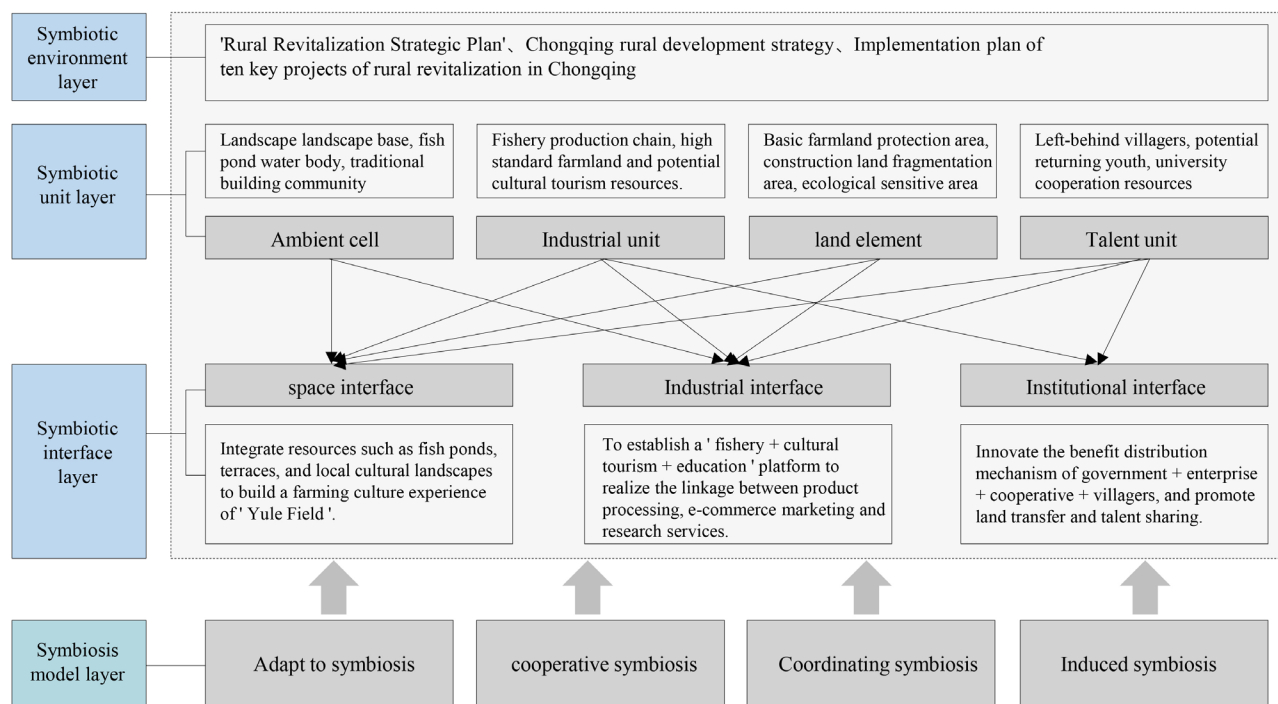 Symbiotic
environment
layer
'Rural Revitalization Strategic Plan'、Chongqing rural development strategy、Implementation plan of
ten key projects of rural revitalization in Chongqing
Symbiotic
unit layer
Landscape landscape base, fish
pond water body, traditional
building community
Fishery production chain, high
standard farmland and potential
cultural tourism resources.
Basic farmland protection area,
construction land fragmentation
area, ecological sensitive area
Left-behind villagers, potential
returning youth, university
cooperation resources
Ambient cell
Industrial unit
land element
Talent unit
Symbiotic
interface
layer
space interface
Industrial interface
Institutional interface
Integrate resources such as fish ponds,
terraces, and local cultural landscapes
to build a farming culture experience
of ' Yule Field '.
To establish a ' fishery + cultural
tourism + education ' platform to
realize the linkage between product
processing, e-commerce marketing and
research services.
Innovate the benefit distribution
mechanism of government + enterprise
+ cooperative + villagers, and promote
land transfer and talent sharing.
Symbiosis
model layer
Adapt to symbiosis
cooperative symbiosis
Coordinating symbiosis
Induced symbiosis